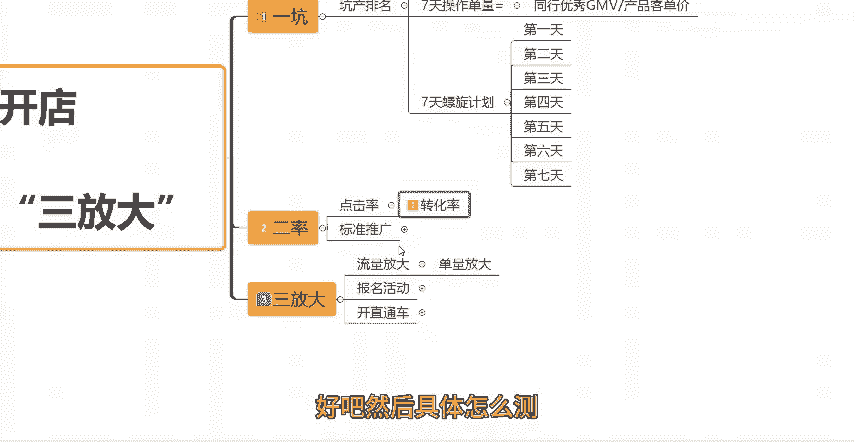 1 一坑
坑产排名
7天操作单量=
同行优秀GMV/产品客单价
7天螺旋计划
第一天
第二天
第三天
第四天
第五天
第六天
第七天
开店
“三放大”
2 二率
点击率
1 转化率
标准推广
三放大
流量放大
单量放大
报名活动
开直通车
好吧然后具体怎么测